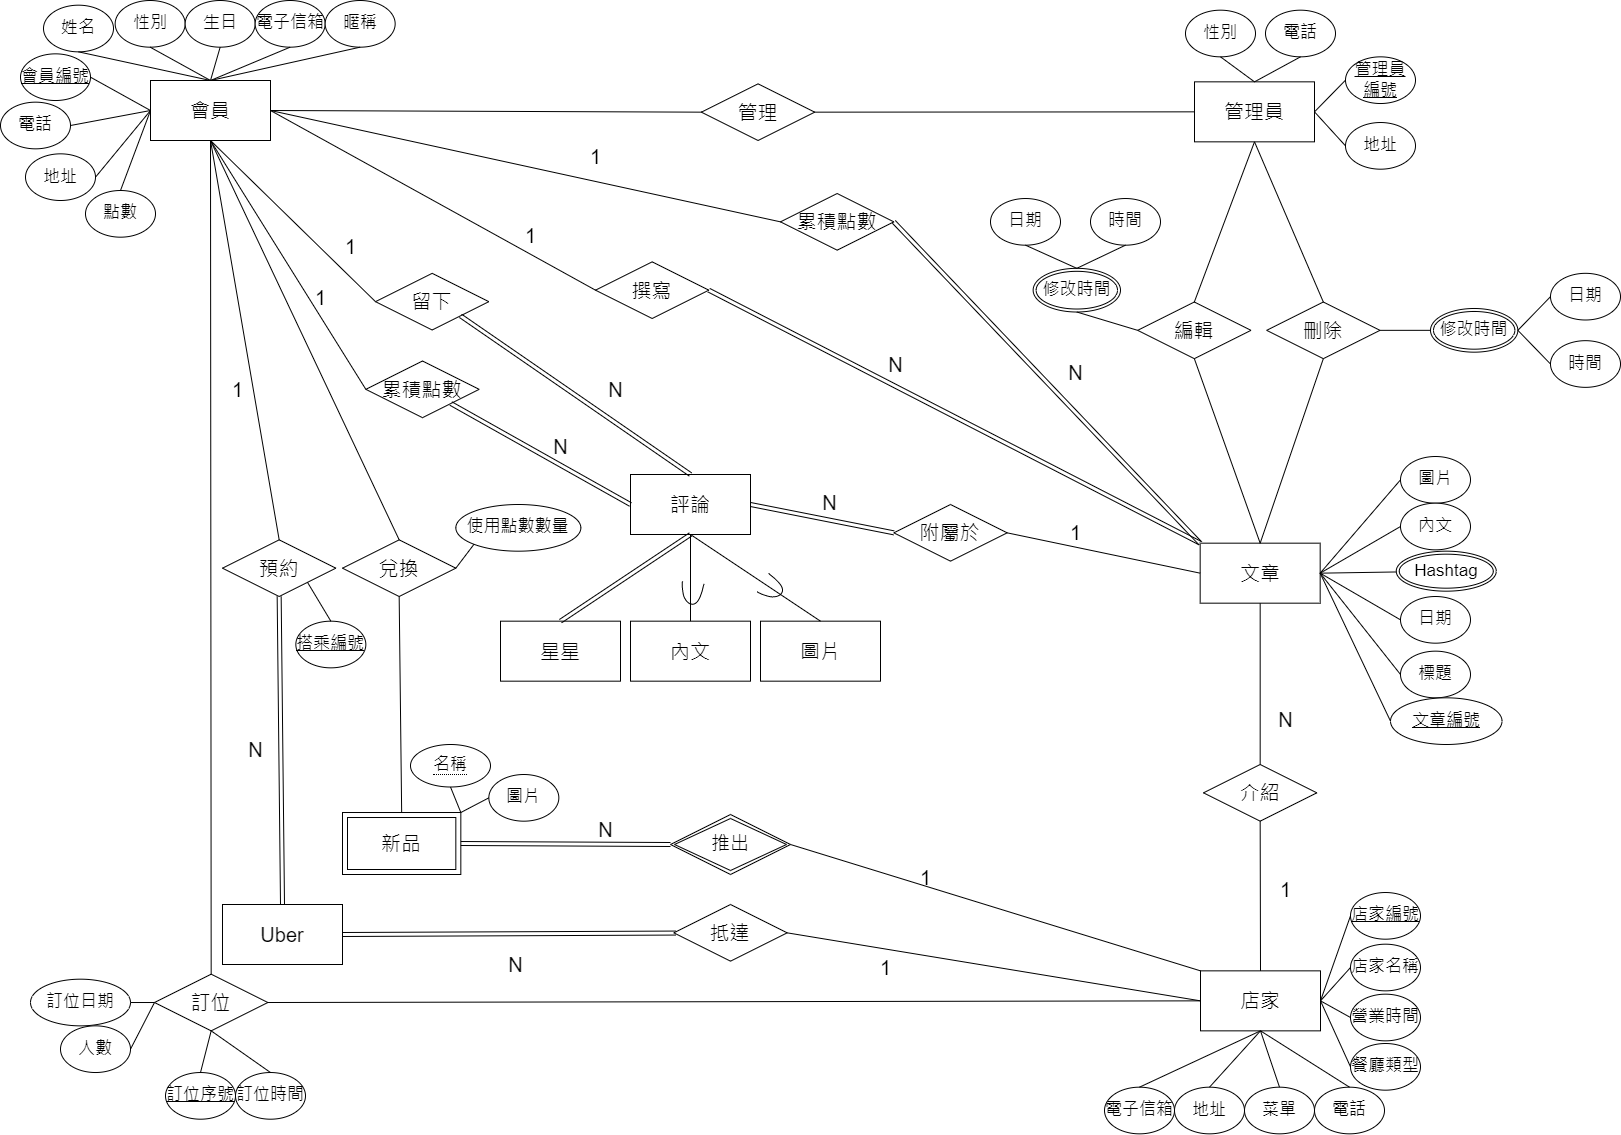 姓名
性別
生日
電子信箱
暱稱
會員編號
電話
地址
點數
會員
管理
管理員
性別
電話
管理員
編號
地址
1
累積點數
1
撰寫
日期
時間
修改時間
編輯
刪除
修改時間
日期
時間
1
留下
1
累積點數
1
N
N
N
N
評論
N
附屬於
1
文章
圖片
內文
Hashtag
日期
標題
文章編號
使用點數數量
預約
兌換
搭乘編號
星星
內文
圖片
N
N
介紹
1
名稱
圖片
新品
N
推出
1
Uber
N
抵達
1
訂位日期
人數
訂位
訂位序號
訂位時間
店家
店家編號
店家名稱
營業時間
餐廳類型
電子信箱
地址
菜單
電話